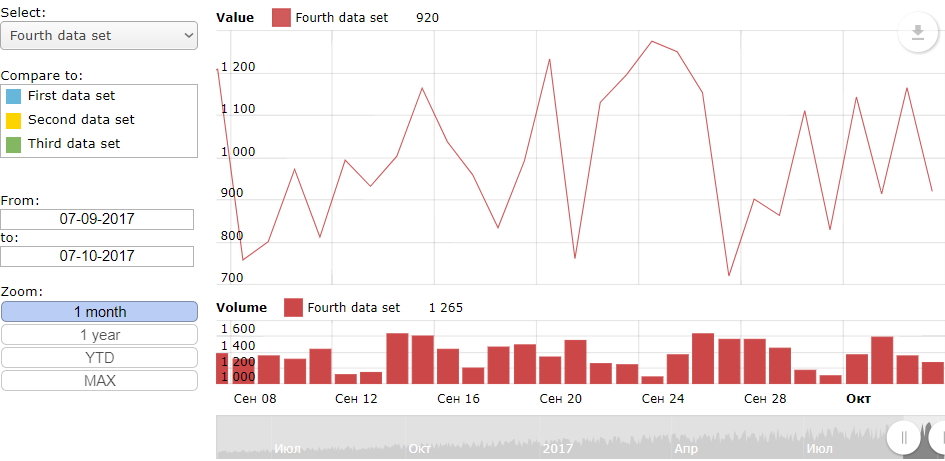 Select:
Fourth data set
Compare to:
First data set
Second data set
Third data set
From:
07-09-2017
to:
07-10-2017
Zoom:
1 month
1 year
YTD
MAX
Value Fourth data set 920
1 200
1 100
1 000
900
800
700
Volume Fourth data set 1 265
1 600
1 400
1 200
1 000
Сен 08 Сен 12 Сен 16 Сен 20 Сен 24 Сен 28 Окт
Июл Окт 2017 Апр Июл